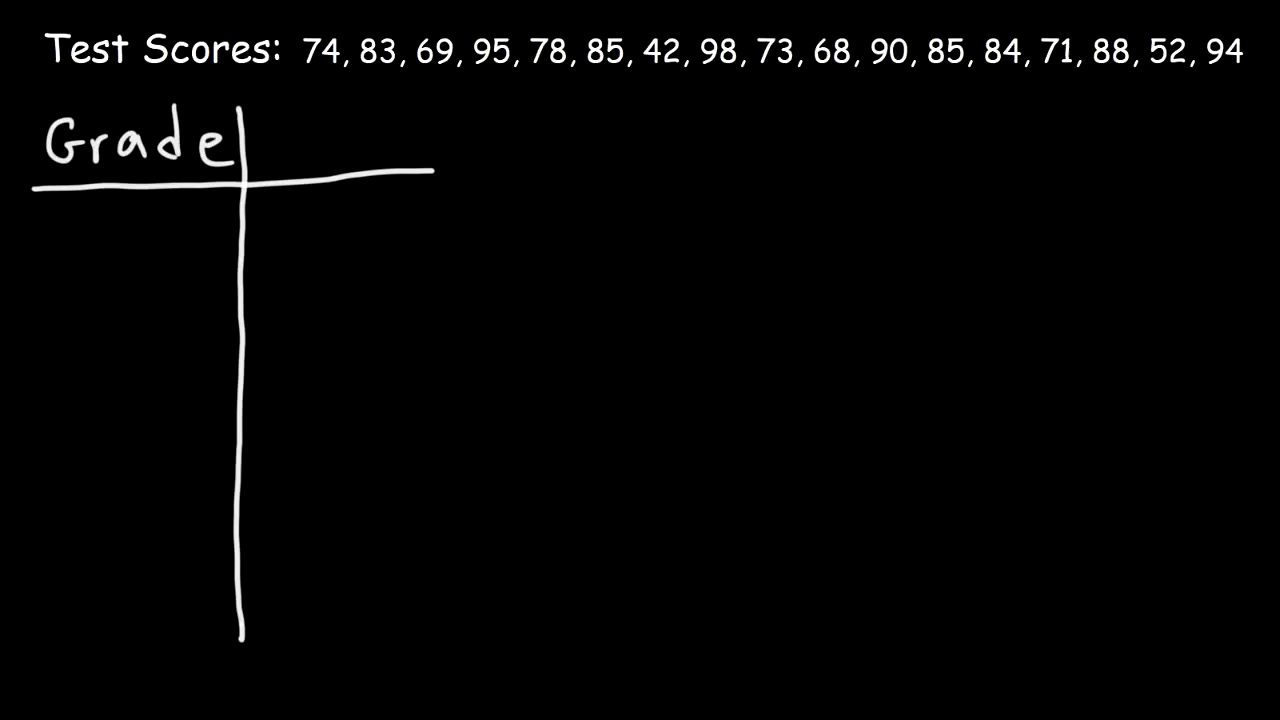 Test Scores: 74, 83, 69, 95, 78, 85, 42, 98, 73, 68, 90, 85, 84, 71, 88, 52, 94
Grade